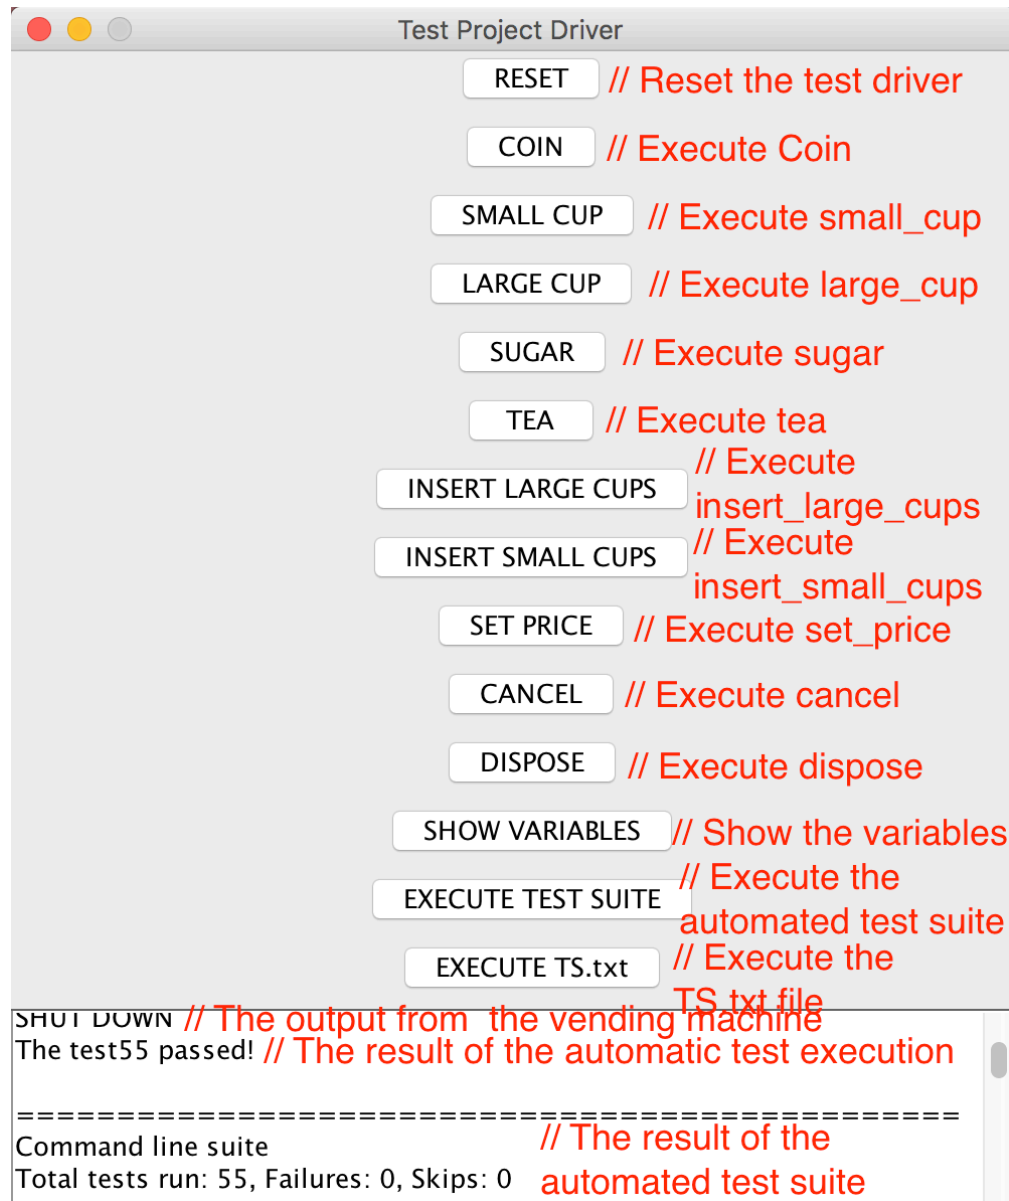 Test Project Driver
RESET // Reset the test driver
COIN // Execute Coin
SMALL CUP // Execute small_cup
LARGE CUP // Execute large_cup
SUGAR // Execute sugar
TEA // Execute tea
INSERT LARGE CUPS // Execute
insert_large_cups
INSERT SMALL CUPS // Execute
insert_small_cups
SET PRICE // Execute set_price
CANCEL // Execute cancel
DISPOSE // Execute dispose
SHOW VARIABLES // Show the variables
EXECUTE TEST SUITE // Execute the
automated test suite
EXECUTE TS.txt // Execute the
TS.txt file
SHUT DOWN // The output from the vending machine
The test55 passed! // The result of the automatic test execution
===============================================
Command line suite // The result of the
Total tests run: 55, Failures: 0, Skips: 0 automated test suite